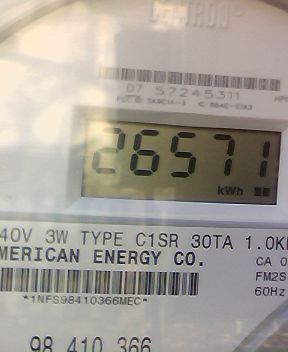 CENTRON
07 57245311
26571
kWh
40V 3W TYPE C1SR 30TA 1.0K
MERICAN ENERGY CO.
CA 0
FM2S
*1NFS98410366MEC*
60Hz
98 410 366